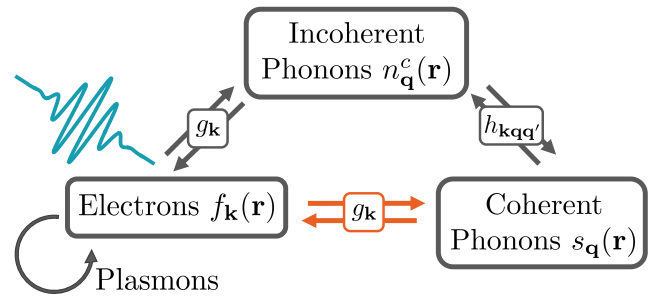 Incoherent
Phonons $n^c_{\mathbf{q}}(\mathbf{r})$
$g_{\mathbf{k}}$
$h_{\mathbf{kqq'}}$
Electrons $f_{\mathbf{k}}(\mathbf{r})$
$g_{\mathbf{k}}$
Coherent
Phonons $s_{\mathbf{q}}(\mathbf{r})$
Plasmons